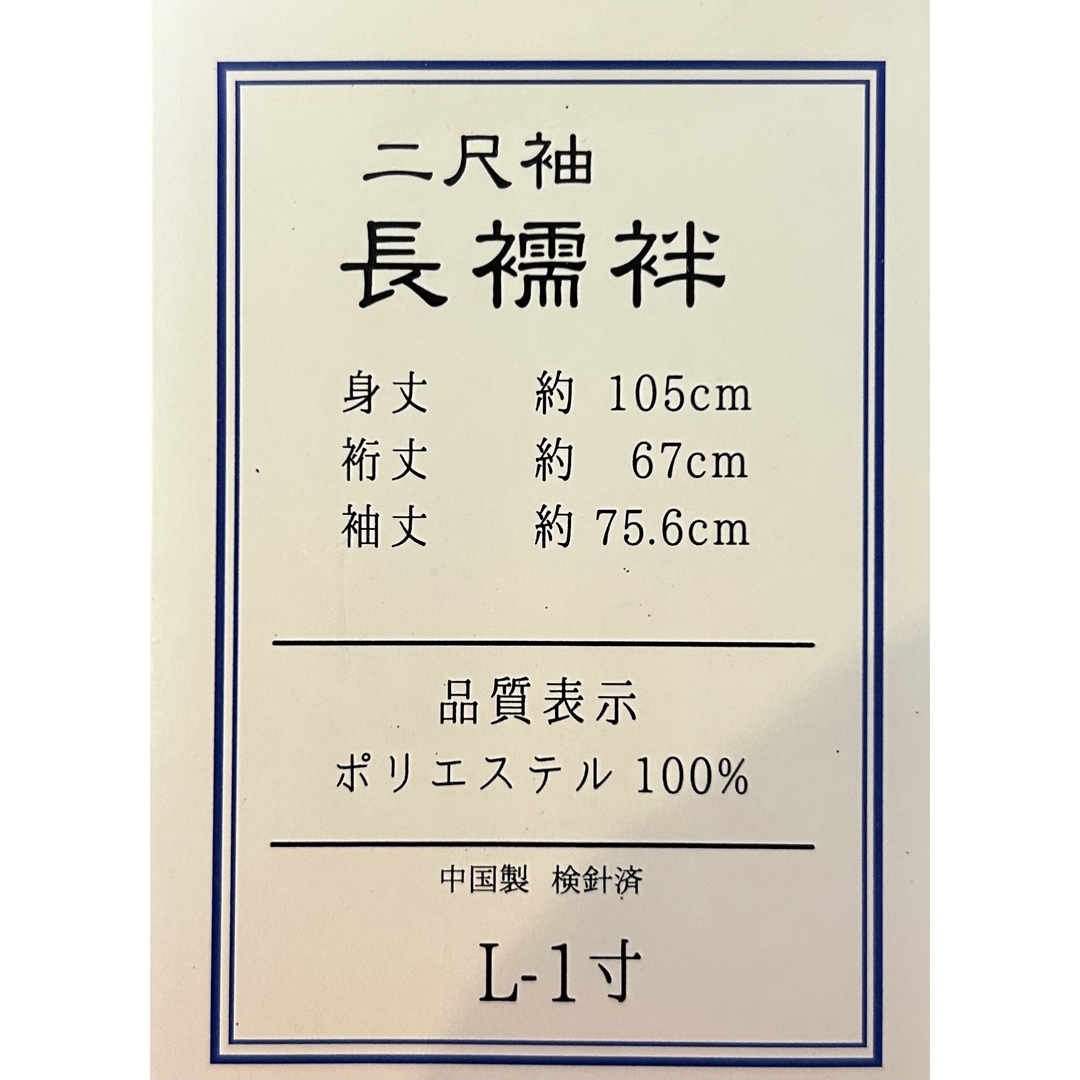 二尺袖
長襦袢
身丈 約 105cm
裄丈 約 67cm
袖丈 約 75.6cm
品質表示
ポリエステル 100%
中国製 検針済
L-1寸